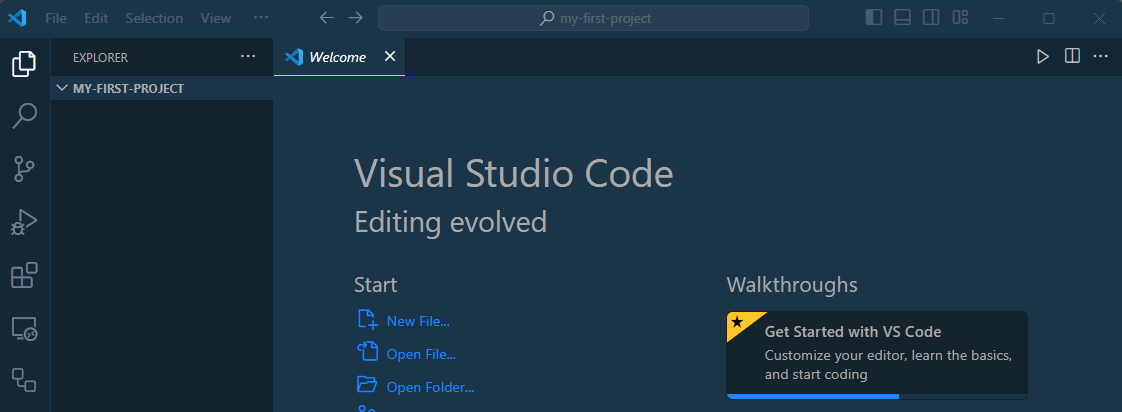 File Edit Selection View ··· my-first-project
EXPLORER ··· Welcome
MY-FIRST-PROJECT
Visual Studio Code
Editing evolved
Start
New File...
Open File...
Open Folder...
Walkthroughs
Get Started with VS Code
Customize your editor, learn the basics,
and start coding